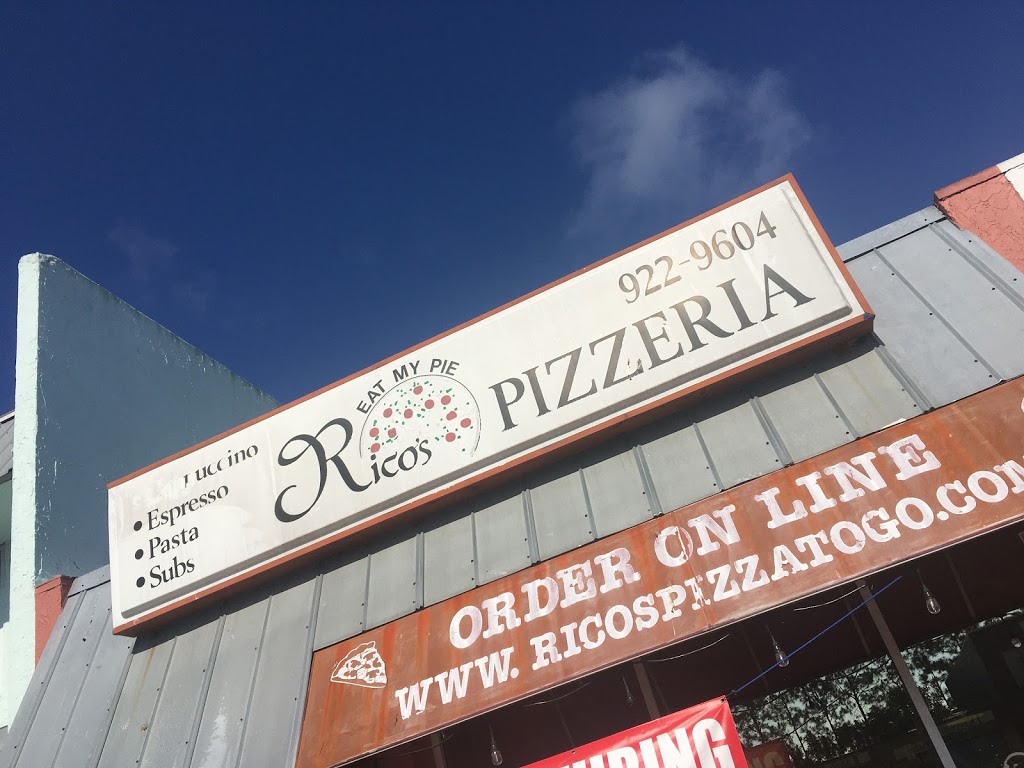 922-9604
EAT MY PIE
Rico's PIZZERIA
• Espresso
• Pasta
• Subs
ORDER ON LINE
WWW.RICOSPIZZATOGO.COM